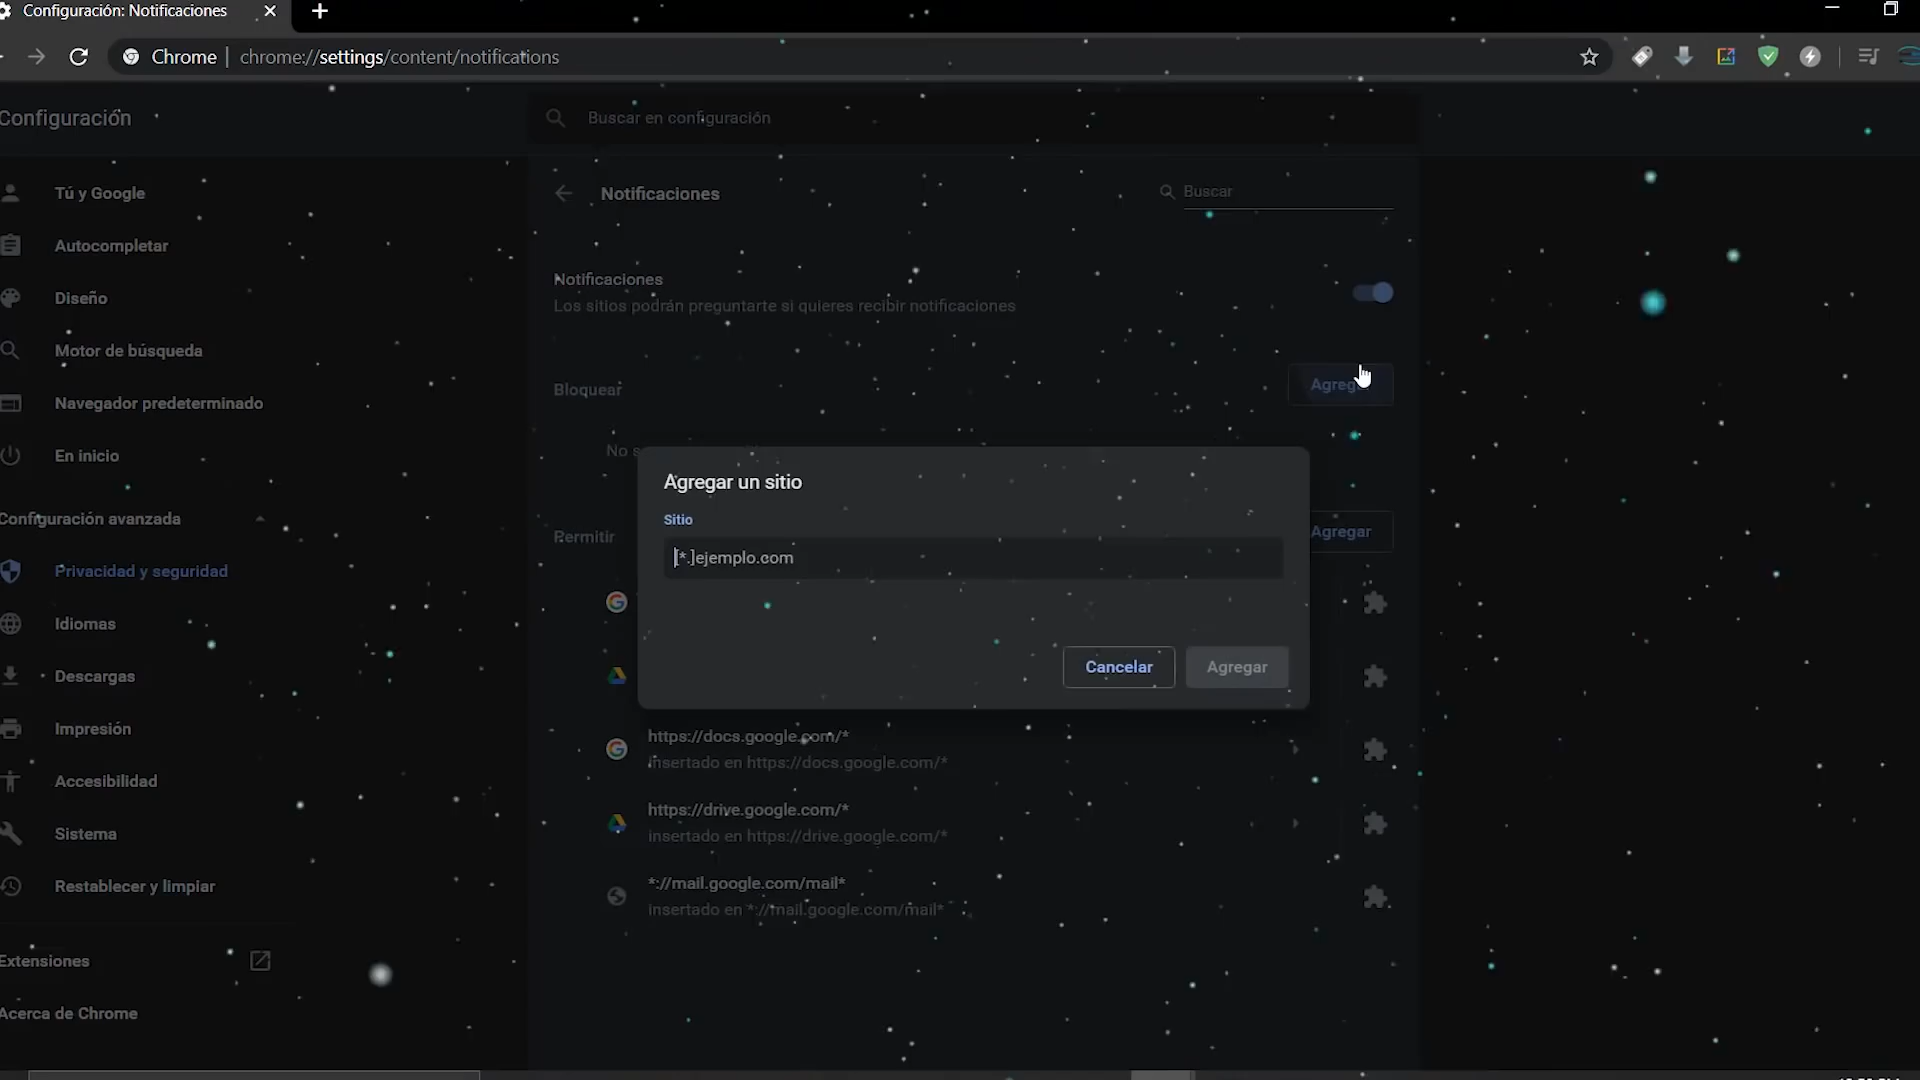 Configuración: Notificaciones
Chrome | chrome://settings/content/notifications
Configuración
Buscar en configuración
Tú y Google
Autocompletar
Diseño
Motor de búsqueda
Navegador predeterminado
En inicio
Configuración avanzada
Privacidad y seguridad
Idiomas
Descargas
Impresión
Accesibilidad
Sistema
Restablecer y limpiar
Extensiones
Acerca de Chrome
Notificaciones
Buscar
Notificaciones
Los sitios podrán preguntarte si quieres recibir notificaciones
Bloquear
No
Agregar un sitio
Sitio
[*.]ejemplo.com
Cancelar
Agregar
Permitir
Agregar
https://docs.google.com/*
insertado en https://docs.google.com/*
https://drive.google.com/*
insertado en https://drive.google.com/*
*://mail.google.com/mail*
insertado en *://mail.google.com/mail*